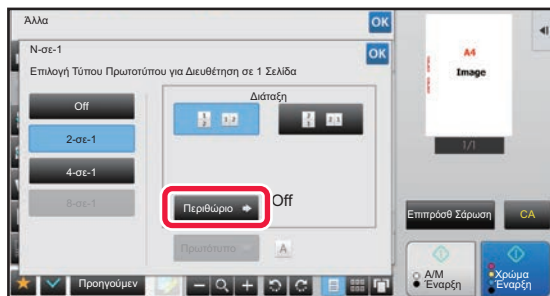 Άλλα
OK
N-σε-1
OK
Επιλογή Τύπου Πρωτοτύπου για Διευθέτηση σε 1 Σελίδα
Off
2-σε-1
4-σε-1
8-σε-1
Διάταξη
Περιθώριο
Off
Πρωτότυπο
A
Προηγούμεν
A4
Image
1/1
Επιπρόσθ Σάρωση
CA
Α/Μ
Έναρξη
Χρώμα
Έναρξη